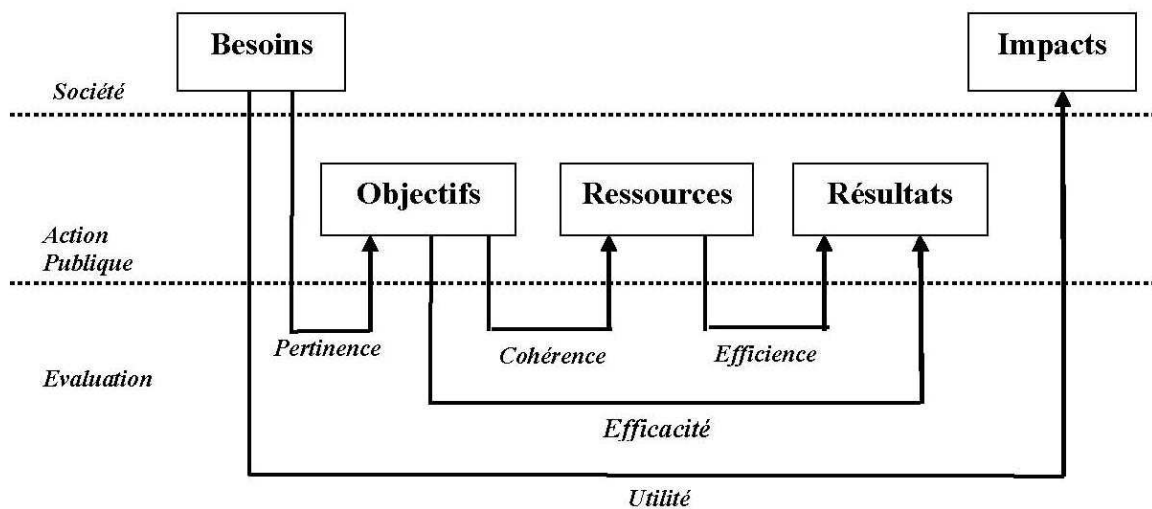 Besoins
Impacts
Société
Objectifs
Ressources
Résultats
Action
Publique
Pertinence
Cohérence
Efficience
Evaluation
Efficacité
Utilité